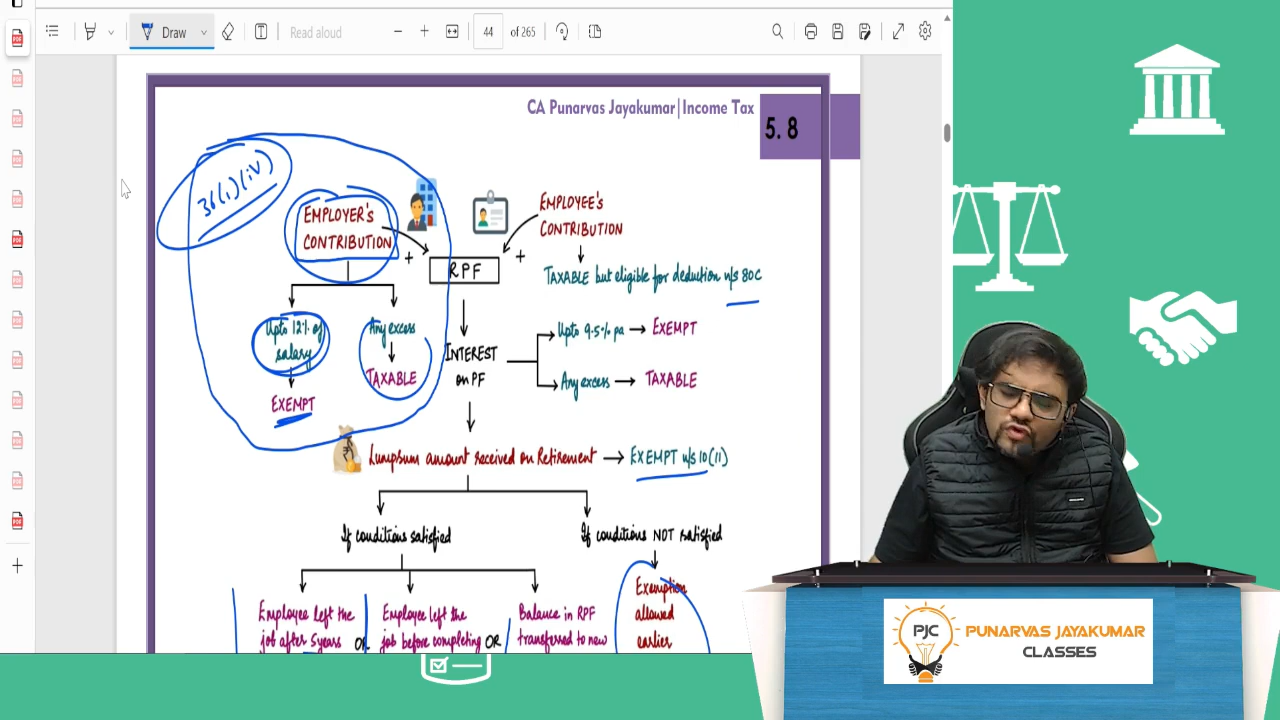 Draw
Read aloud
44
of 265
CA Punarvas Jayakumar|Income Tax
5.8
36(1)(iv)
EMPLOYER'S
CONTRIBUTION
EMPLOYEE'S
CONTRIBUTION
+
RPF
+
TAXABLE but eligible for deduction u/s 80C
Upto 12% of
salary
EXEMPT
Any excess
TAXABLE
INTEREST
on PF
Upto 9.5% pa → EXEMPT
Any excess → TAXABLE
Lumpsum amount received on Retirement → EXEMPT u/s 10(11)
If conditions satisfied
If conditions NOT satisfied
Employee left the
job after 5years
OR
Employee left the
job before completing
OR
Balance in RPF
transferred to new
Exemption
allowed
earlier
PJC
PUNARVAS JAYAKUMAR
CLASSES